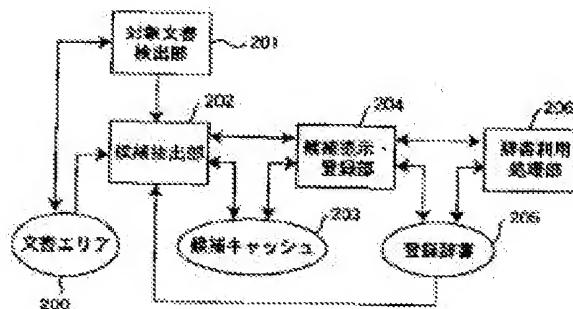 対象文書
検出部
201
202
204
206
候補抽出部
候補表示・
登録部
辞書利用
処理部
203
205
文書エリア
候補キャッシュ
登録辞書
200